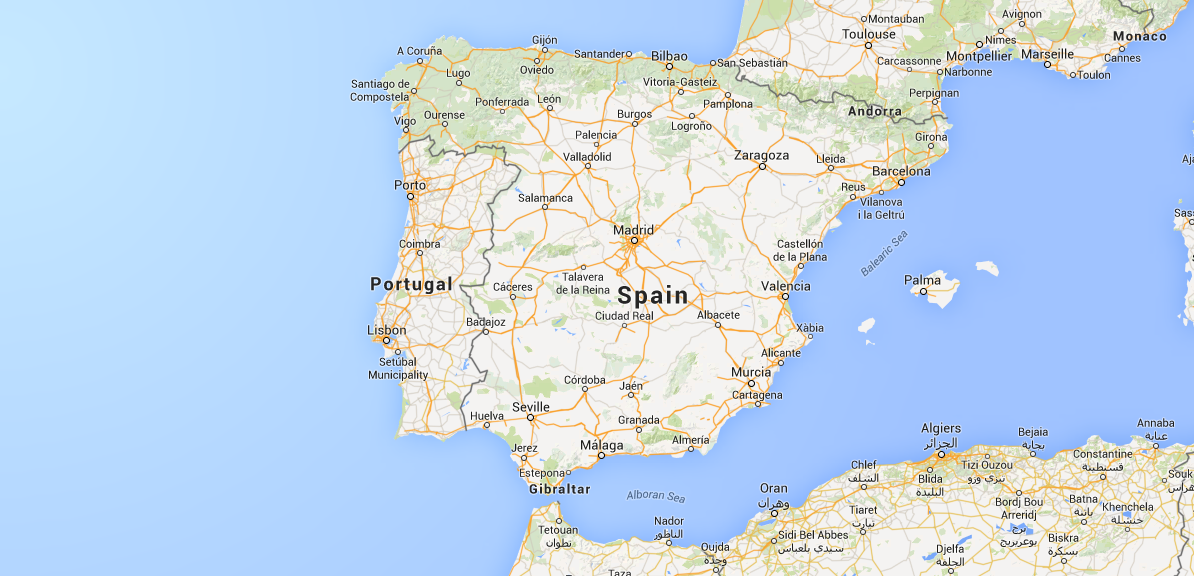 Montauban
Avignon
Toulouse
Nimes
Monaco
A Coruña
Gijón
Santander
Bilbao
San Sebastián
Montpellier
Marseille
Cannes
Carcassonne
Narbonne
Toulon
Lugo
Oviedo
Vitoria-Gasteiz
Santiago de
Compostela
Ponferrada
León
Pamplona
Perpignan
Andorra
Vigo
Ourense
Burgos
Logroño
Girona
Palencia
Valladolid
Zaragoza
Lleida
Barcelona
Porto
Salamanca
Reus
Vilanova
i la Geltrú
Madrid
Coimbra
Castellón
de la Plana
Balearic Sea
Portugal
Cáceres
Talavera
de la Reina
Spain
Valencia
Palma
Lisbon
Badajoz
Ciudad Real
Albacete
Xàbia
Setúbal
Municipality
Alicante
Murcia
Córdoba
Jaén
Cartagena
Huelva
Seville
Granada
Almería
Málaga
Jerez
Estepona
Gibraltar
Alboran Sea
Algiers
الجزائر
Bejaia
بجاية
Annaba
عنابة
Constantine
قسنطينة
Tizi Ouzou
تيزي وزو
Chlef
الشلف
Blida
البليدة
Souk
Oran
وهران
Bordj Bou
Arreridj
برج
بوعريريج
Batna
باتنة
Khenchela
خنشلة
Tiaret
تيارت
Tetouan
تطوان
Nador
الناظور
Sidi Bel Abbes
سيدي بلعباس
Oujda
وجدة
Djelfa
الجلفة
Biskra
بسكرة
Taza